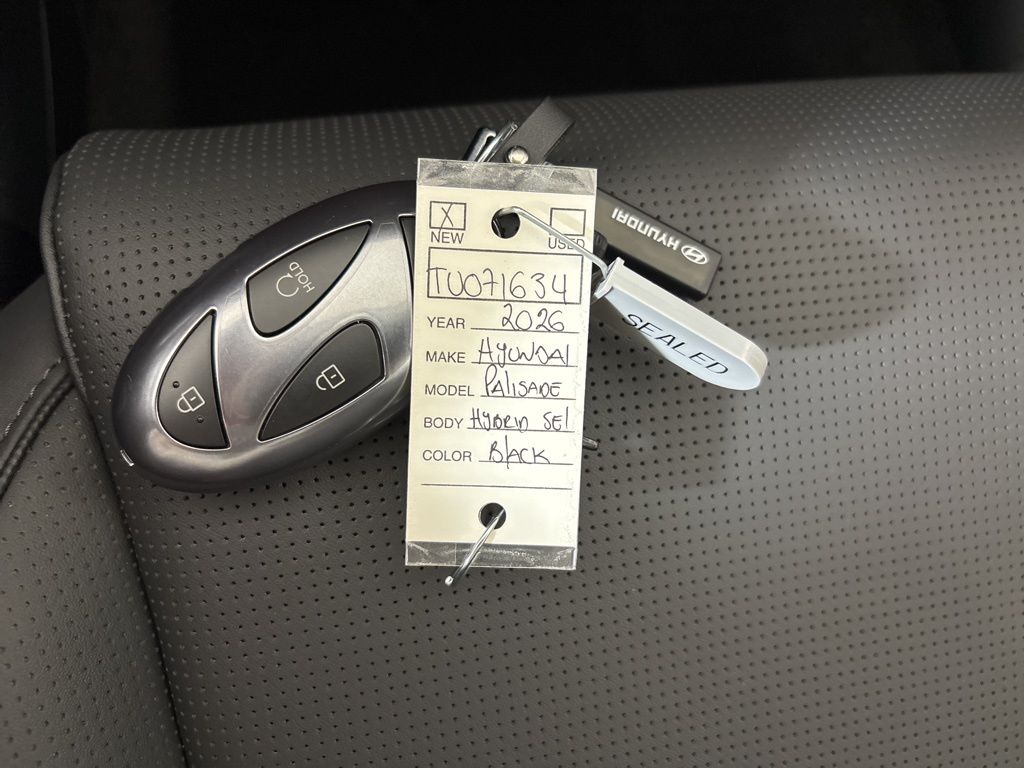 X
NEW
USED
TU071634
YEAR 2026
MAKE HYUNDAI
MODEL PALISADE
BODY HYBRID SEL
COLOR BLACK
HOLD
HYUNDAI
SEALED